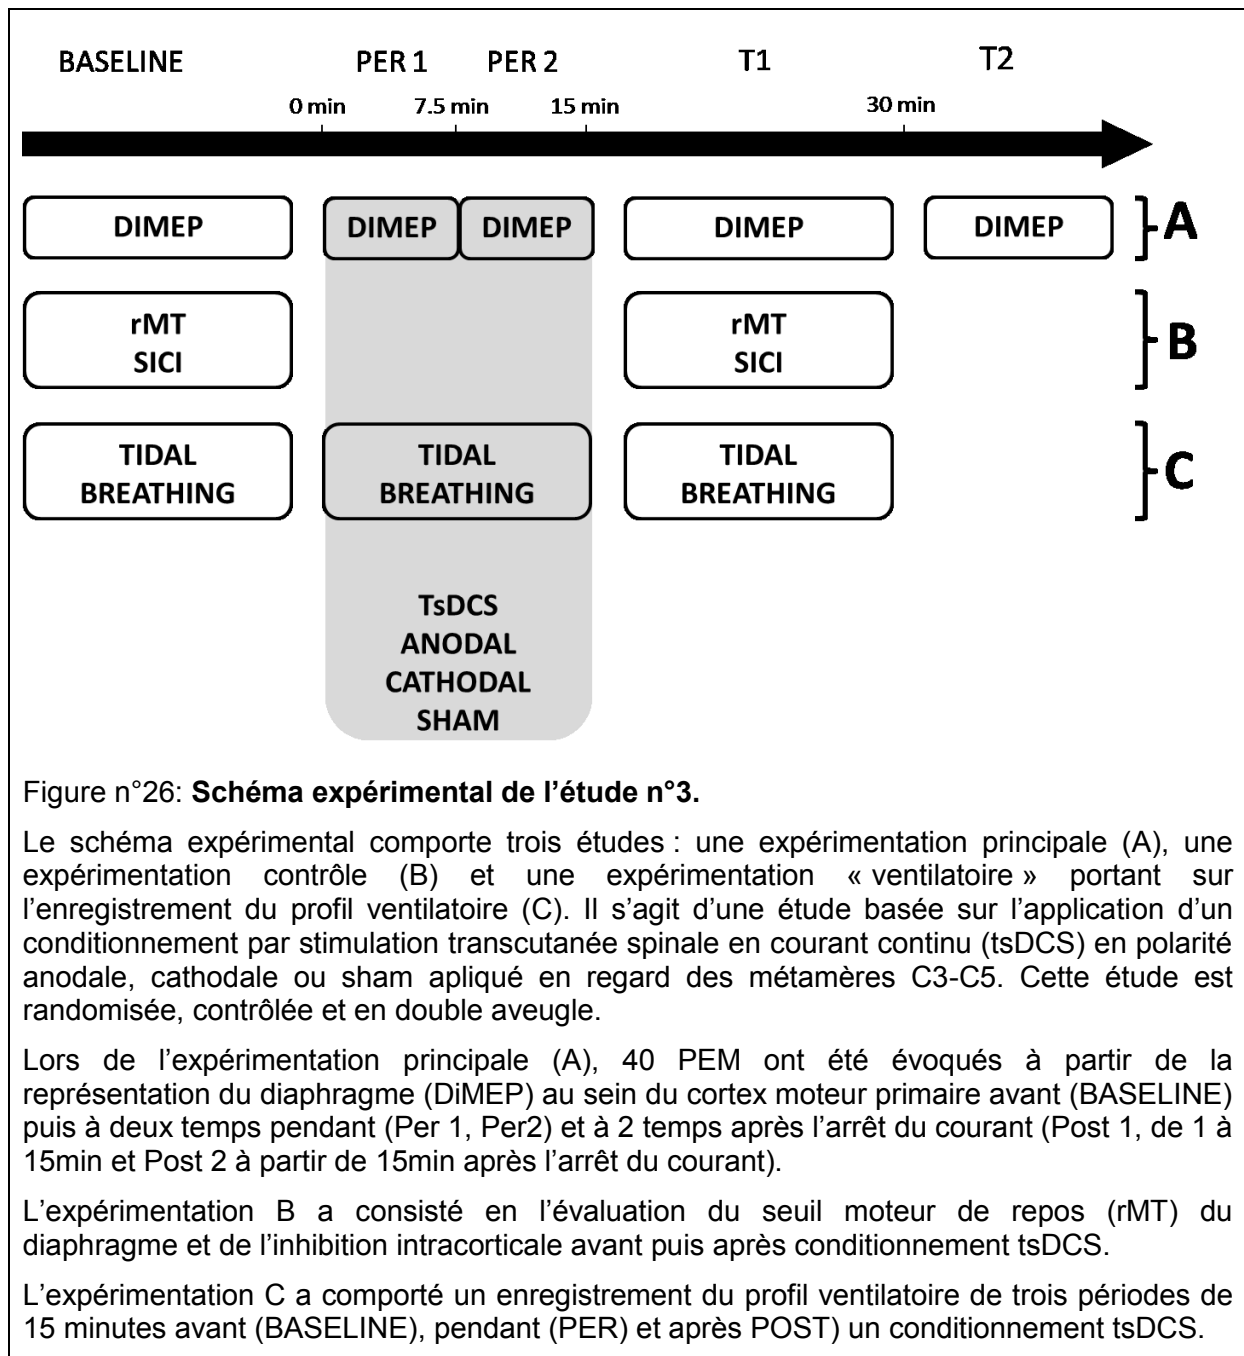 BASELINE PER 1 PER 2 T1 T2
0 min 7.5 min 15 min 30 min
DIMEP DIMEP DIMEP DIMEP DIMEP A
rMT rMT
SICI SICI
B
TIDAL TIDAL TIDAL
BREATHING BREATHING BREATHING
C
TsDCS
ANODAL
CATHODAL
SHAM
Figure n°26: Schéma expérimental de l’étude n°3.
Le schéma expérimental comporte trois études : une expérimentation principale (A), une
expérimentation contrôle (B) et une expérimentation « ventilatoire » portant sur
l’enregistrement du profil ventilatoire (C). Il s’agit d’une étude basée sur l’application d’un
conditionnement par stimulation transcutanée spinale en courant continu (tsDCS) en polarité
anodale, cathodale ou sham apliqué en regard des métamères C3-C5. Cette étude est
randomisée, contrôlée et en double aveugle.
Lors de l’expérimentation principale (A), 40 PEM ont été évoqués à partir de la
représentation du diaphragme (DiMEP) au sein du cortex moteur primaire avant (BASELINE)
puis à deux temps pendant (Per 1, Per2) et à 2 temps après l’arrêt du courant (Post 1, de 1 à
15min et Post 2 à partir de 15min après l’arrêt du courant).
L’expérimentation B a consisté en l’évaluation du seuil moteur de repos (rMT) du
diaphragme et de l’inhibition intracorticale avant puis après conditionnement tsDCS.
L’expérimentation C a comporté un enregistrement du profil ventilatoire de trois périodes de
15 minutes avant (BASELINE), pendant (PER) et après POST) un conditionnement tsDCS.